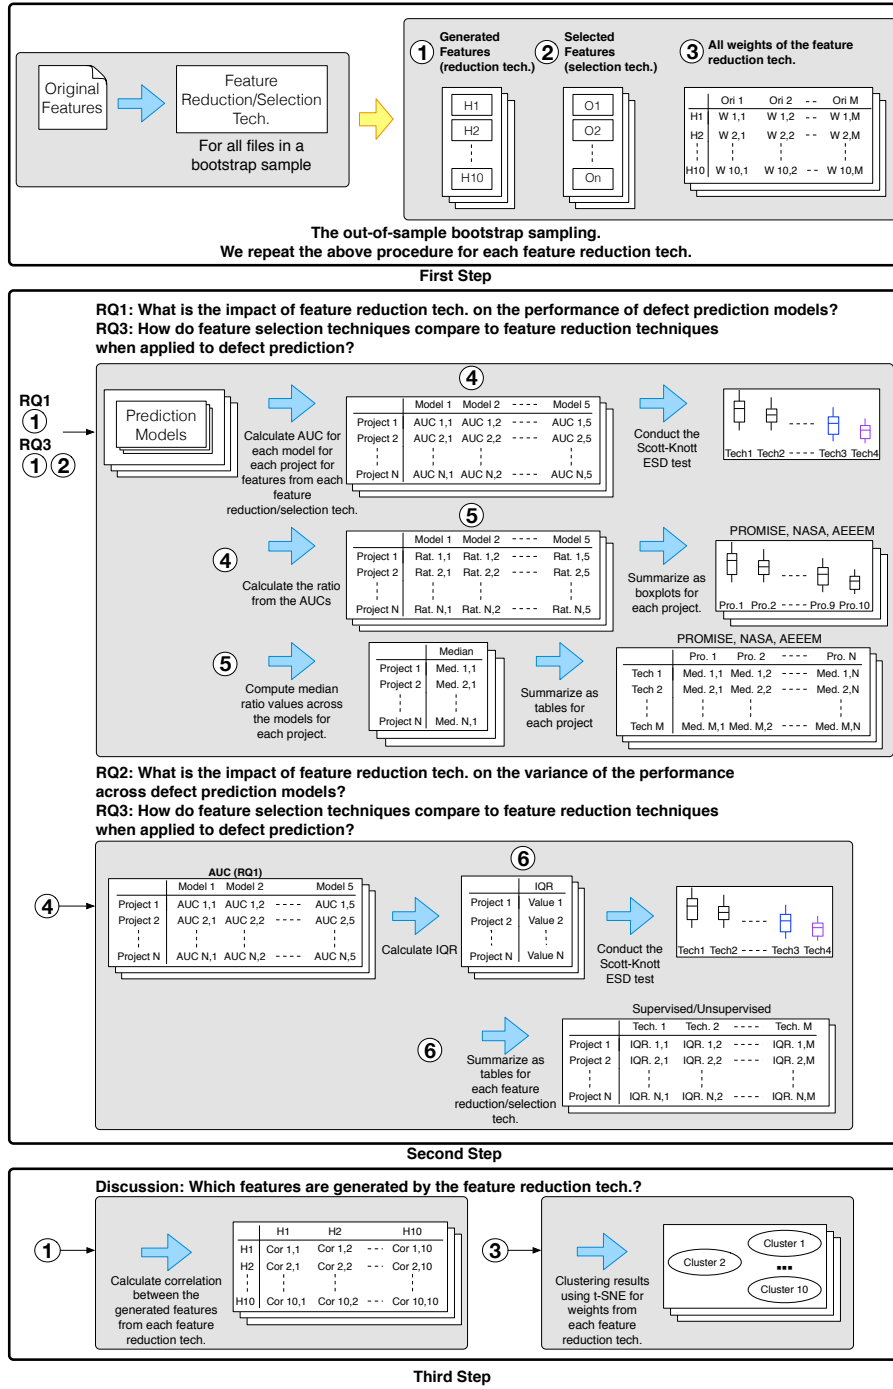 Original
Features
Feature
Reduction/Selection
Tech.
For all files in a
bootstrap sample
1
Generated
Features
(reduction tech.)
H1
H2
H10
2
Selected
Features
(selection tech.)
O1
O2
On
3
All weights of the feature
reduction tech.
Ori 1 Ori 2 -- Ori M
H1 W 1,1 W 1,2 -- W 1,M
H2 W 2,1 W 2,2 -- W 2,M
H10 W 10,1 W 10,2 -- W 10,M
The out-of-sample bootstrap sampling.
We repeat the above procedure for each feature reduction tech.
First Step
RQ1: What is the impact of feature reduction tech. on the performance of defect prediction models?
RQ3: How do feature selection techniques compare to feature reduction techniques
when applied to defect prediction?
RQ1
1
RQ3
1 2
Prediction
Models
Calculate AUC for
each model for
each project for
features from each
feature
reduction/selection tech.
4
Model 1 Model 2 ---- Model 5
Project 1 AUC 1,1 AUC 1,2 ---- AUC 1,5
Project 2 AUC 2,1 AUC 2,2 ---- AUC 2,5
Project N AUC N,1 AUC N,2 ---- AUC N,5
Conduct the
Scott-Knott
ESD test
Tech1 Tech2 ---- Tech3 Tech4
4
Calculate the ratio
from the AUCs
5
Model 1 Model 2 ---- Model 5
Project 1 Rat. 1,1 Rat. 1,2 ---- Rat. 1,5
Project 2 Rat. 2,1 Rat. 2,2 ---- Rat. 2,5
Project N Rat. N,1 Rat. N,2 ---- Rat. N,5
Summarize as
boxplots for
each project.
PROMISE, NASA, AEEEM
Pro.1 Pro.2 ---- Pro.9 Pro.10
5
Compute median
ratio values across
the models for
each project.
Median
Project 1 Med. 1,1
Project 2 Med. 2,1
Project N Med. N,1
Summarize as
tables for
each project
PROMISE, NASA, AEEEM
Pro. 1 Pro. 2 ---- Pro. N
Tech 1 Med. 1,1 Med. 1,2 ---- Med. 1,N
Tech 2 Med. 2,1 Med. 2,2 ---- Med. 2,N
Tech M Med. M,1 Med. M,2 ---- Med. M,N
RQ2: What is the impact of feature reduction tech. on the variance of the performance
across defect prediction models?
RQ3: How do feature selection techniques compare to feature reduction techniques
when applied to defect prediction?
4
AUC (RQ1)
Model 1 Model 2 Model 5
Project 1 AUC 1,1 AUC 1,2 ---- AUC 1,5
Project 2 AUC 2,1 AUC 2,2 ---- AUC 2,5
Project N AUC N,1 AUC N,2 ---- AUC N,5
Calculate IQR
6
IQR
Project 1 Value 1
Project 2 Value 2
Project N Value N
Conduct the
Scott-Knott
ESD test
Tech1 Tech2 ---- Tech3 Tech4
6
Summarize as
tables for
each feature
reduction/selection
tech.
Supervised/Unsupervised
Tech. 1 Tech. 2 ---- Tech. M
Project 1 IQR. 1,1 IQR. 1,2 ---- IQR. 1,M
Project 2 IQR. 2,1 IQR. 2,2 ---- IQR. 2,M
Project N IQR. N,1 IQR. N,2 ---- IQR. N,M
Second Step
Discussion: Which features are generated by the feature reduction tech.?
1
Calculate correlation
between the
generated features
from each feature
reduction tech.
H1 H2 H10
H1 Cor 1,1 Cor 1,2 --- Cor 1,10
H2 Cor 2,1 Cor 2,2 --- Cor 2,10
H10 Cor 10,1 Cor 10,2 --- Cor 10,10
3
Clustering results
using t-SNE for
weights from
each feature
reduction tech.
Cluster 1
Cluster 2
...
Cluster 10
Third Step